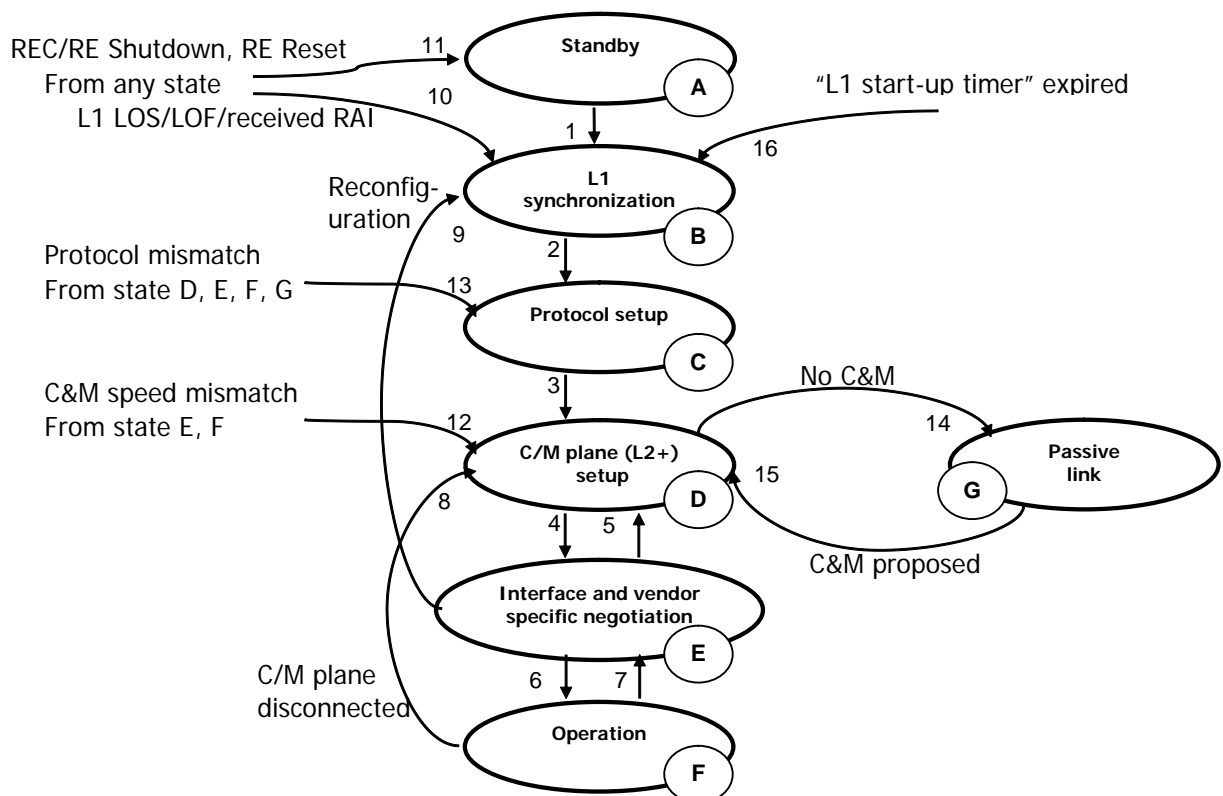 REC/RE Shutdown, RE Reset
From any state
L1 LOS/LOF/received RAI
11
10
Standby
A
"L1 start-up timer" expired
16
1
L1
synchronization
B
Reconfig-
uration
9
2
Protocol mismatch
From state D, E, F, G
13
Protocol setup
C
3
C&M speed mismatch
From state E, F
12
C/M plane (L2+)
setup
D
No C&M
14
Passive
link
G
15
C&M proposed
8
4
5
Interface and vendor
specific negotiation
E
6
7
C/M plane
disconnected
Operation
F